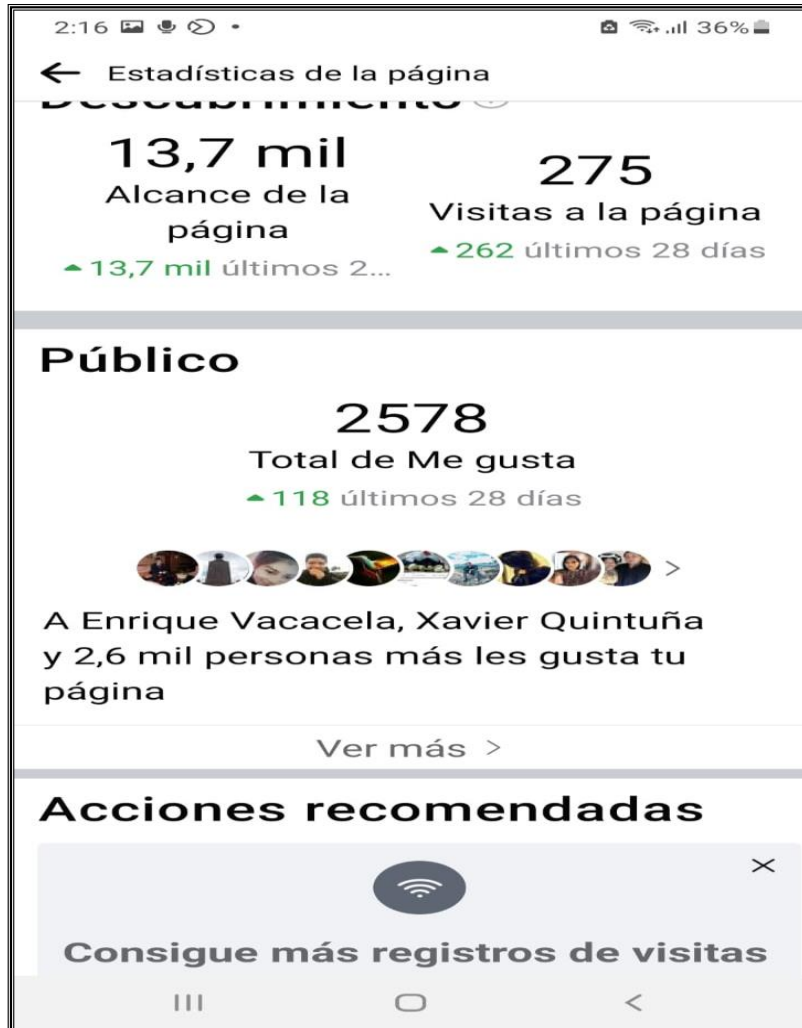 2:16
36%
Estadísticas de la página
Descubrimiento
13,7 mil
Alcance de la
página
13,7 mil últimos 2...
275
Visitas a la página
262 últimos 28 días
Público
2578
Total de Me gusta
118 últimos 28 días
A Enrique Vacacela, Xavier Quintuña
y 2,6 mil personas más les gusta tu
página
Ver más >
Acciones recomendadas
Consigue más registros de visitas